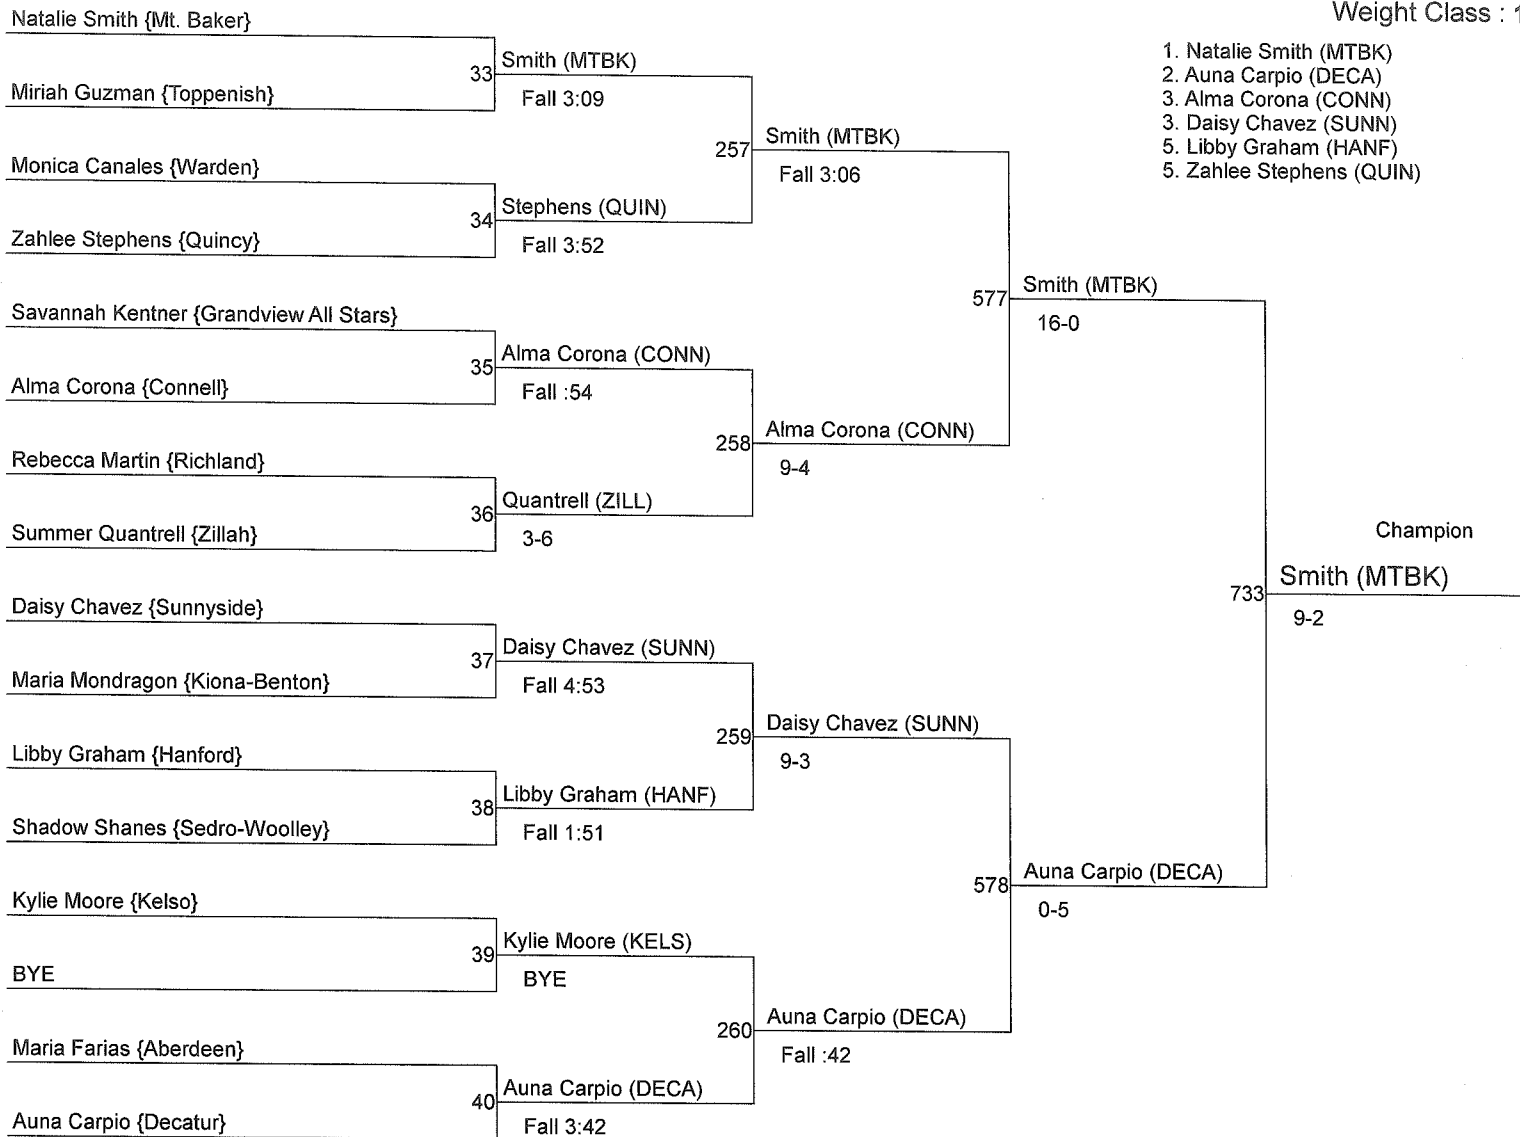 Weight Class : 1
1. Natalie Smith (MTBK)
2. Auna Carpio (DECA)
3. Alma Corona (CONN)
3. Daisy Chavez (SUNN)
5. Libby Graham (HANF)
5. Zahlee Stephens (QUIN)
Natalie Smith {Mt. Baker}
33
Smith (MTBK)
Fall 3:09
Miriah Guzman {Toppenish}
257
Smith (MTBK)
Fall 3:06
Monica Canales {Warden}
34
Stephens (QUIN)
Fall 3:52
Zahlee Stephens {Quincy}
577
Smith (MTBK)
16-0
Savannah Kentner {Grandview All Stars}
35
Alma Corona (CONN)
Fall :54
Alma Corona {Connell}
258
Alma Corona (CONN)
9-4
Rebecca Martin {Richland}
36
Quantrell (ZILL)
3-6
Summer Quantrell {Zillah}
Champion
733
Smith (MTBK)
9-2
Daisy Chavez {Sunnyside}
37
Daisy Chavez (SUNN)
Fall 4:53
Maria Mondragon {Kiona-Benton}
259
Daisy Chavez (SUNN)
9-3
Libby Graham {Hanford}
38
Libby Graham (HANF)
Fall 1:51
Shadow Shanes {Sedro-Woolley}
578
Auna Carpio (DECA)
0-5
Kylie Moore {Kelso}
39
Kylie Moore (KELS)
BYE
BYE
260
Auna Carpio (DECA)
Fall :42
Maria Farias {Aberdeen}
40
Auna Carpio (DECA)
Fall 3:42
Auna Carpio {Decatur}